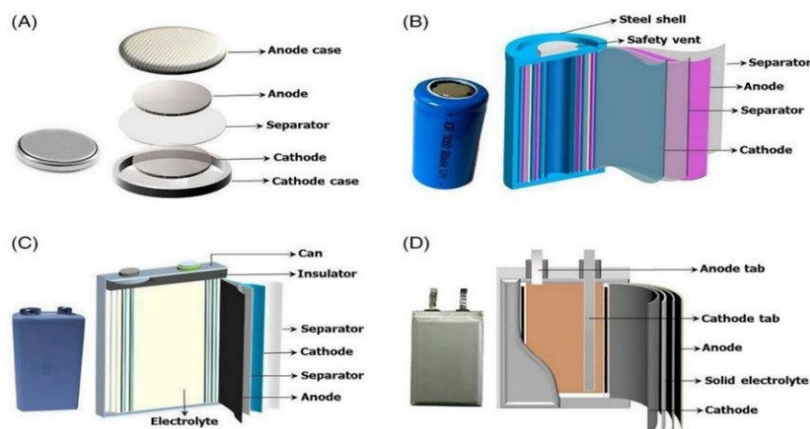 (A)
Anode case
Anode
Separator
Cathode
Cathode case
(B)
Steel shell
Safety vent
Separator
Anode
Separator
Cathode
(C)
Can
Insulator
Separator
Cathode
Separator
Anode
Electrolyte
(D)
Anode tab
Cathode tab
Anode
Solid electrolyte
Cathode